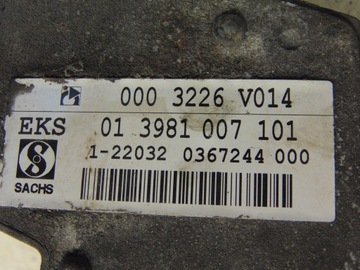 000 3226 V014
EKS 01 3981 007 101
1-22032 0367244 000
SACHS